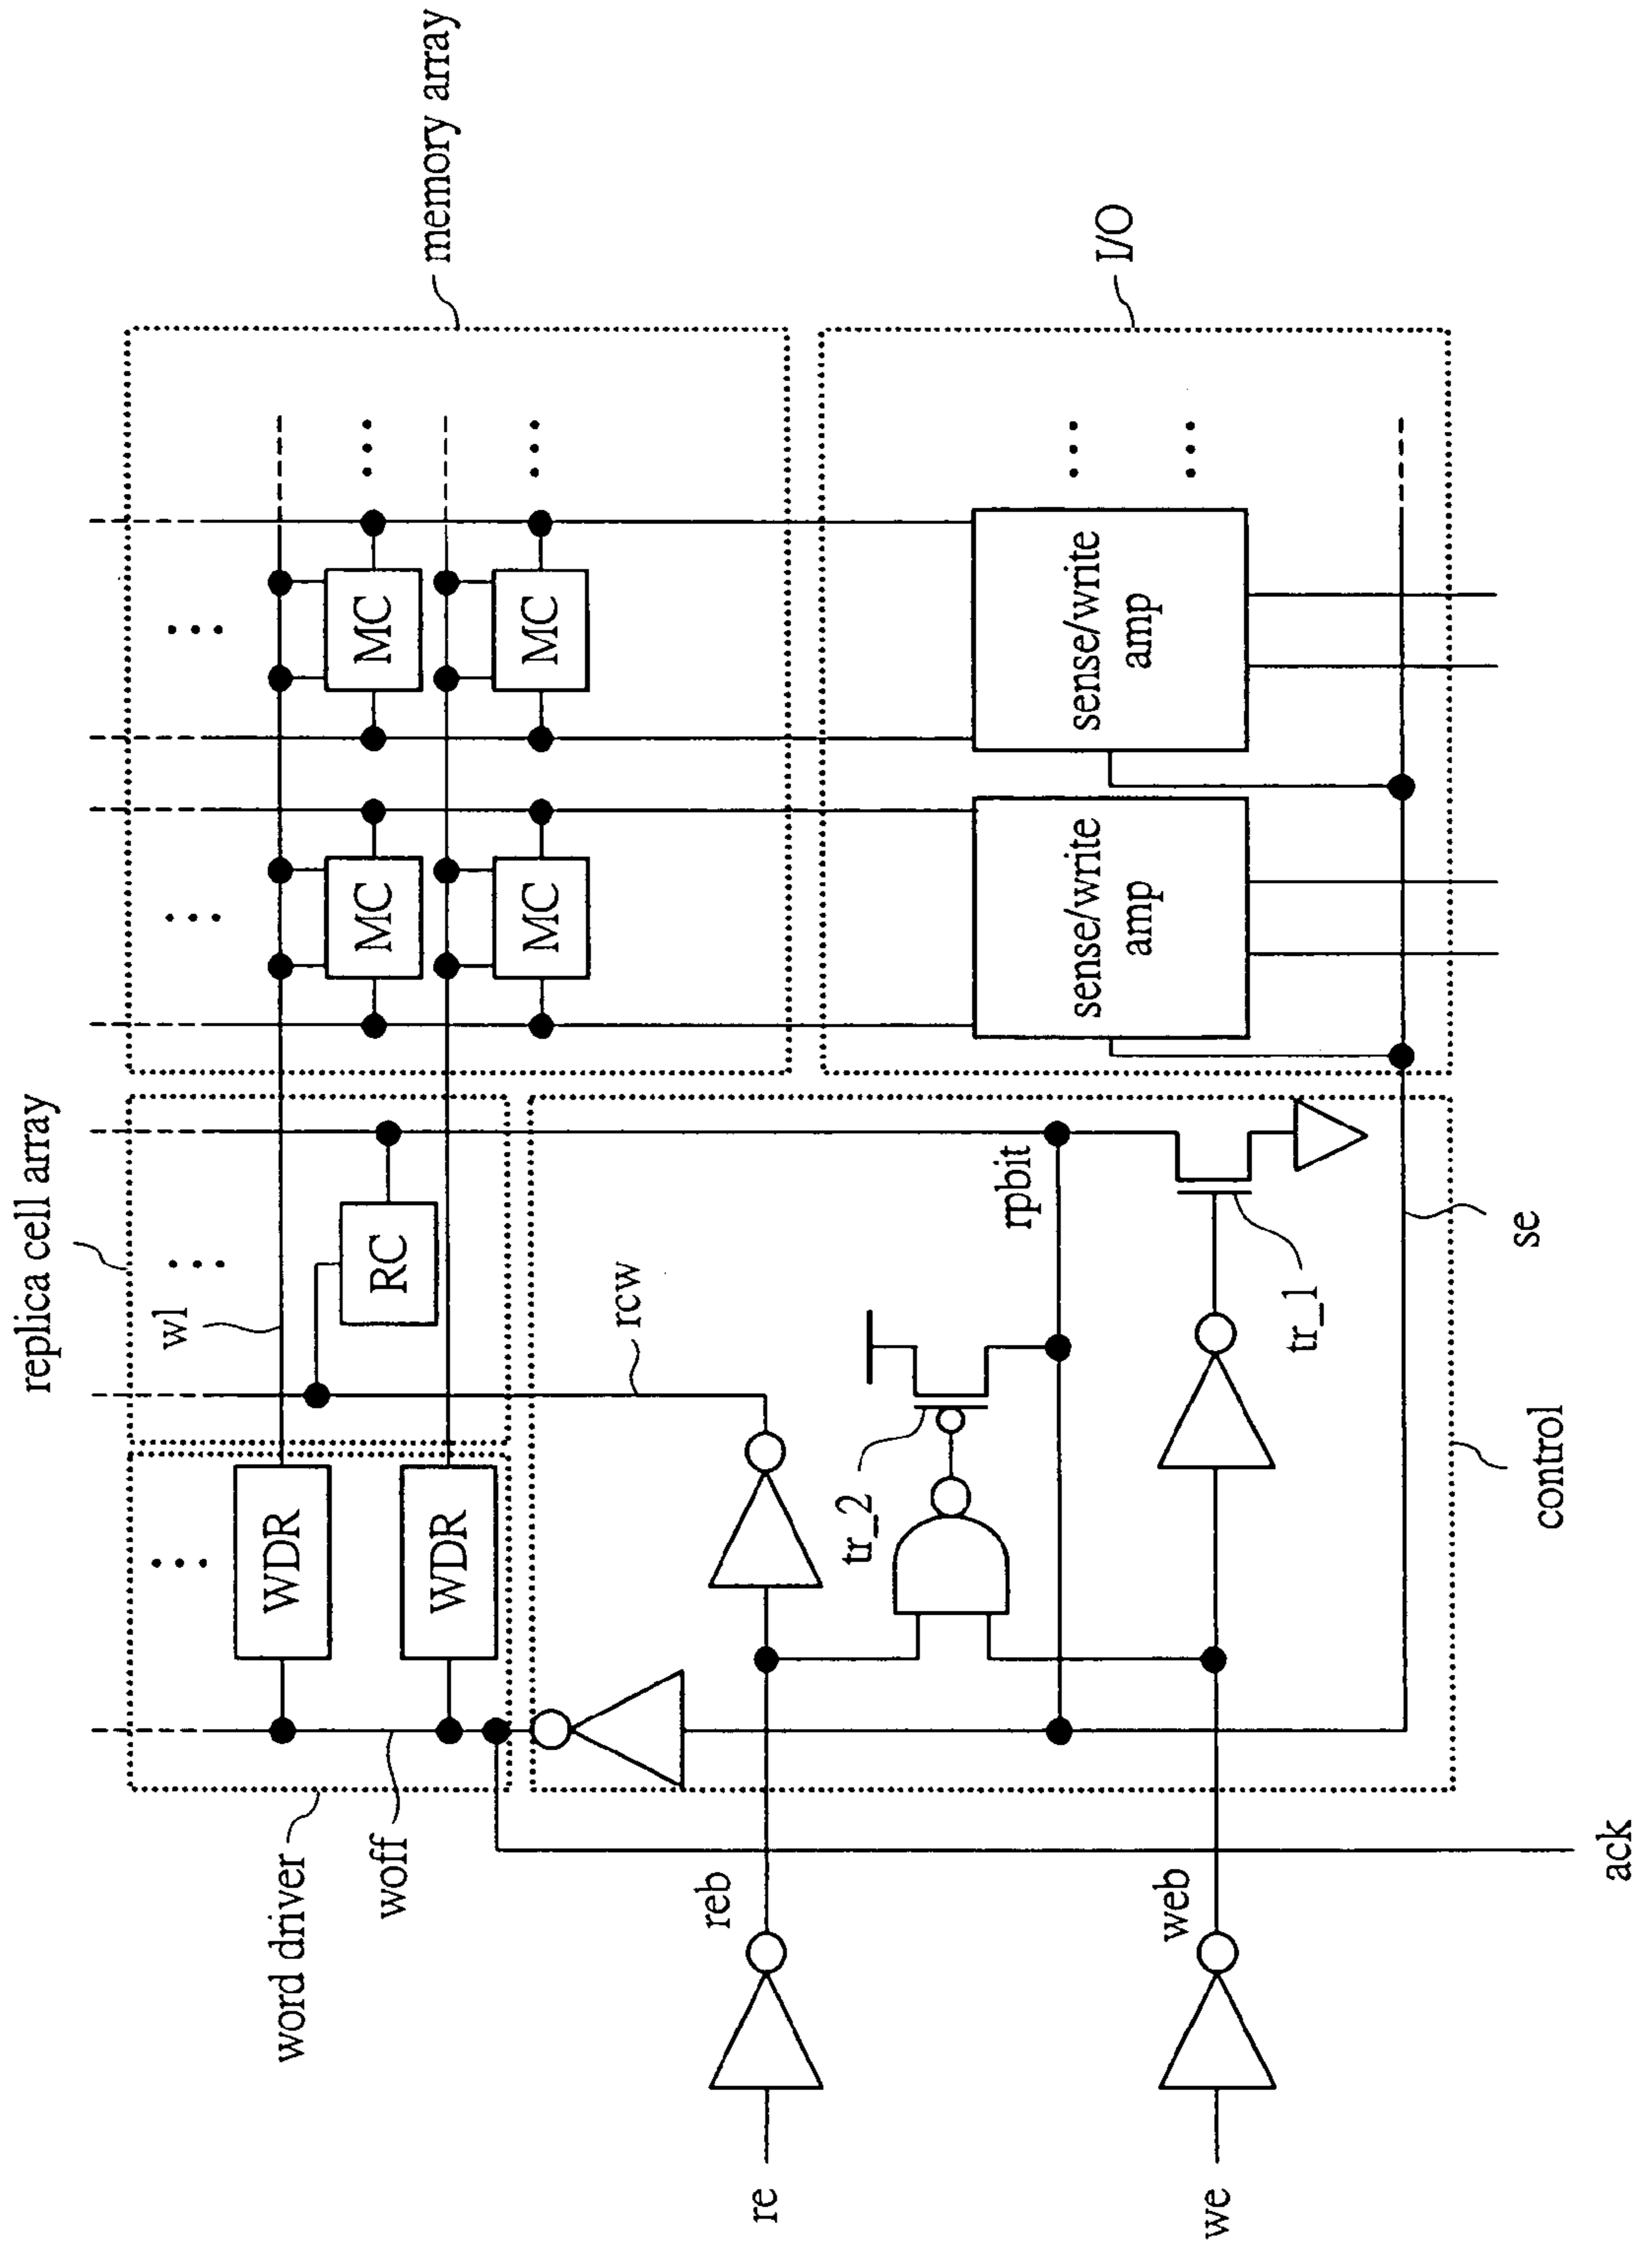 replica cell array
memory array
word driver
wl
woff
WDR
WDR
RC
MC
MC
MC
MC
rcw
I/O
reb
re
tr_2
rpbit
sense/write
amp
sense/write
amp
web
we
tr_1
se
control
ack